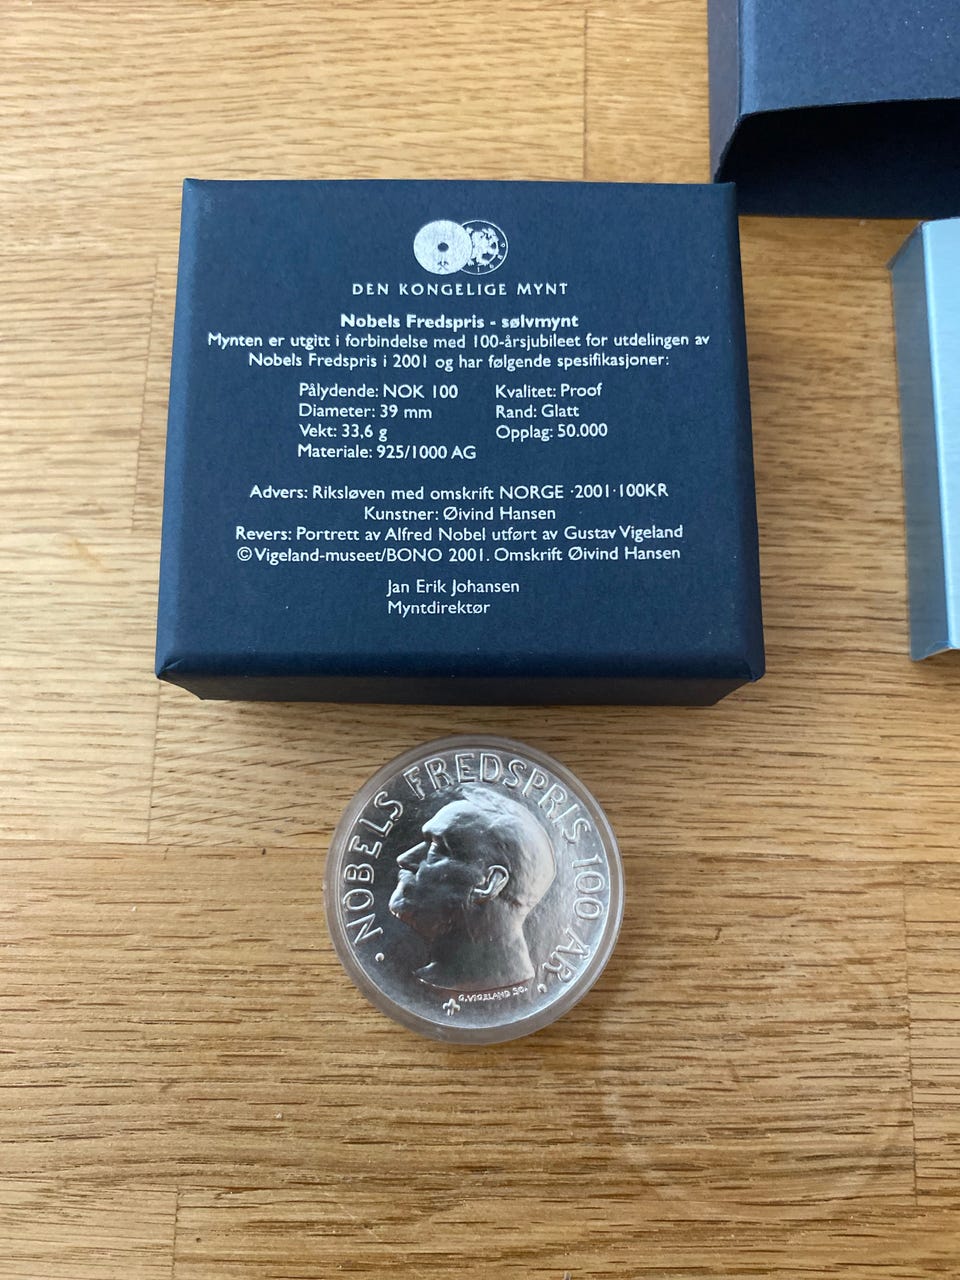 DEN KONGELIGE MYNT
Nobels Fredspris - sølvmynt
Mynten er utgitt i forbindelse med 100-årsjubileet for utdelingen av
Nobels Fredspris i 2001 og har følgende spesifikasjoner:
Pålydende: NOK 100 Kvalitet: Proof
Diameter: 39 mm Rand: Glatt
Vekt: 33,6 g Opplag: 50.000
Materiale: 925/1000 AG
Advers: Riksløven med omskrift NORGE ·2001·100KR
Kunstner: Øivind Hansen
Revers: Portrett av Alfred Nobel utført av Gustav Vigeland
©Vigeland-museet/BONO 2001. Omskrift Øivind Hansen
Jan Erik Johansen
Myntdirektør
• NOBELS FREDSPRIS 100 ÅR •
G.VIGELAND SC.